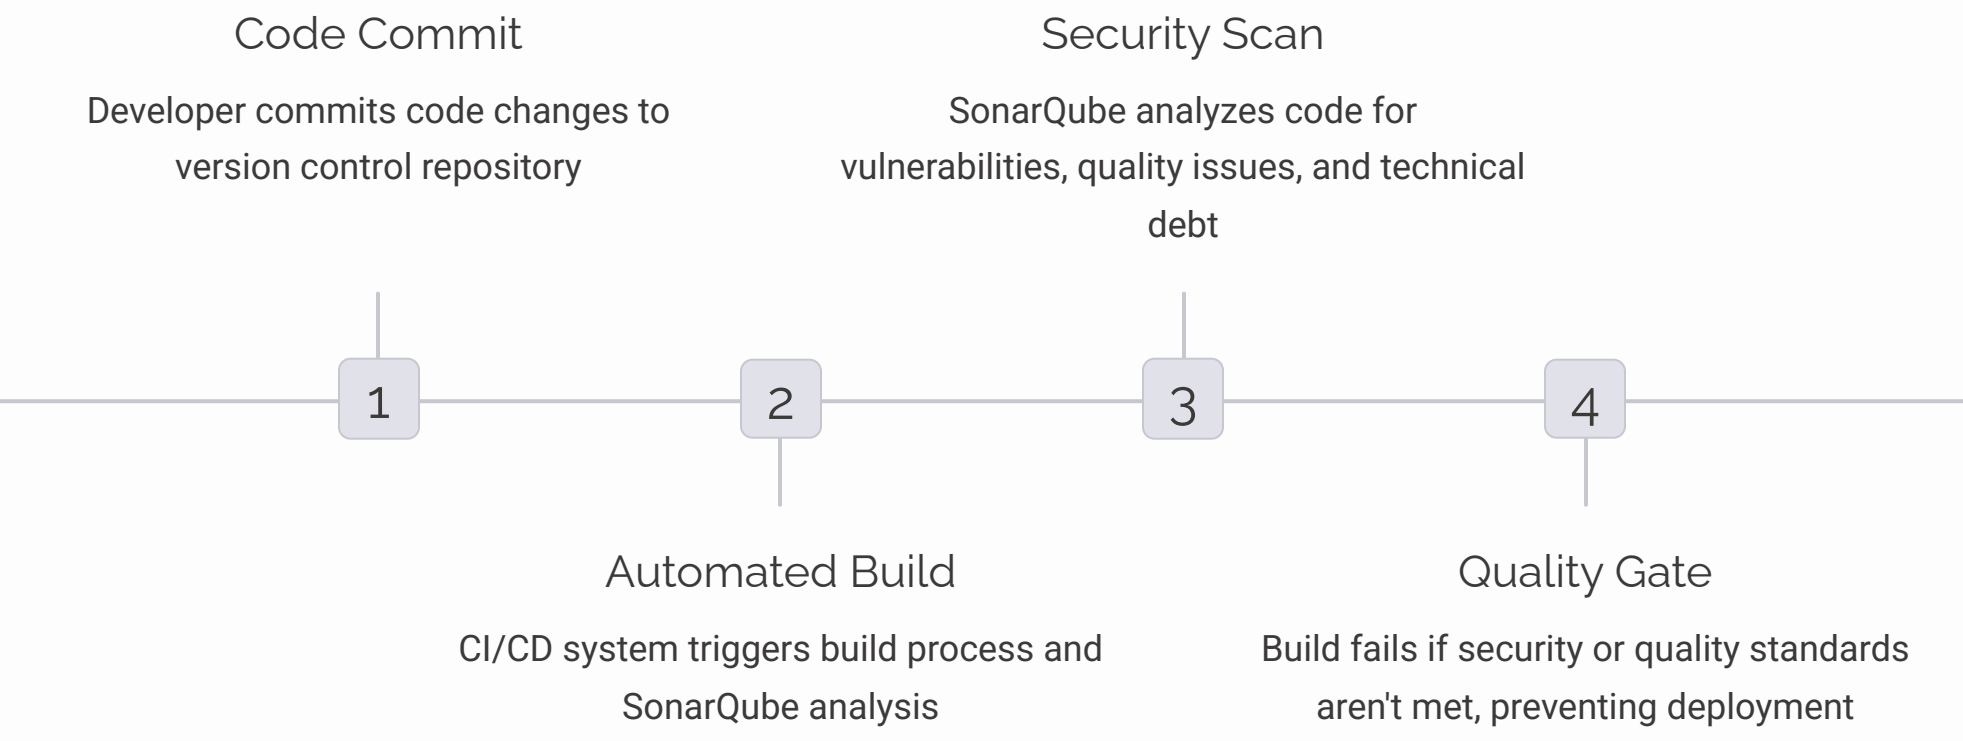 Code Commit
Developer commits code changes to
version control repository
Security Scan
SonarQube analyzes code for
vulnerabilities, quality issues, and technical
debt
1
2
3
4
Automated Build
CI/CD system triggers build process and
SonarQube analysis
Quality Gate
Build fails if security or quality standards
aren't met, preventing deployment